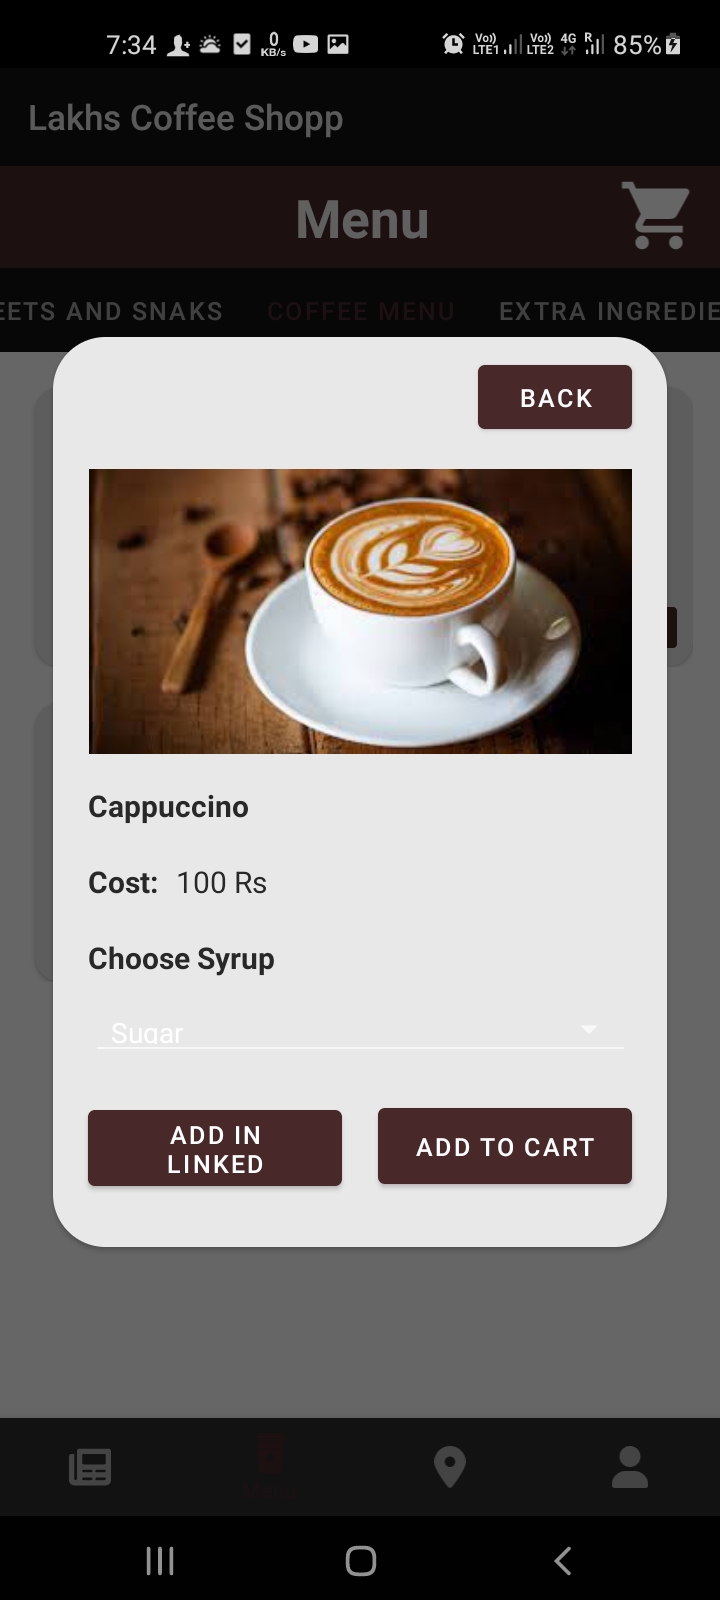 7:34 0 KB/s Vo)) LTE1 Vo)) LTE2 4G R 85%
Lakhs Coffee Shopp
Menu
EETS AND SNAKS COFFEE MENU EXTRA INGREDIE
BACK
Cappuccino
Cost: 100 Rs
Choose Syrup
Sugar
ADD IN
LINKED
ADD TO CART